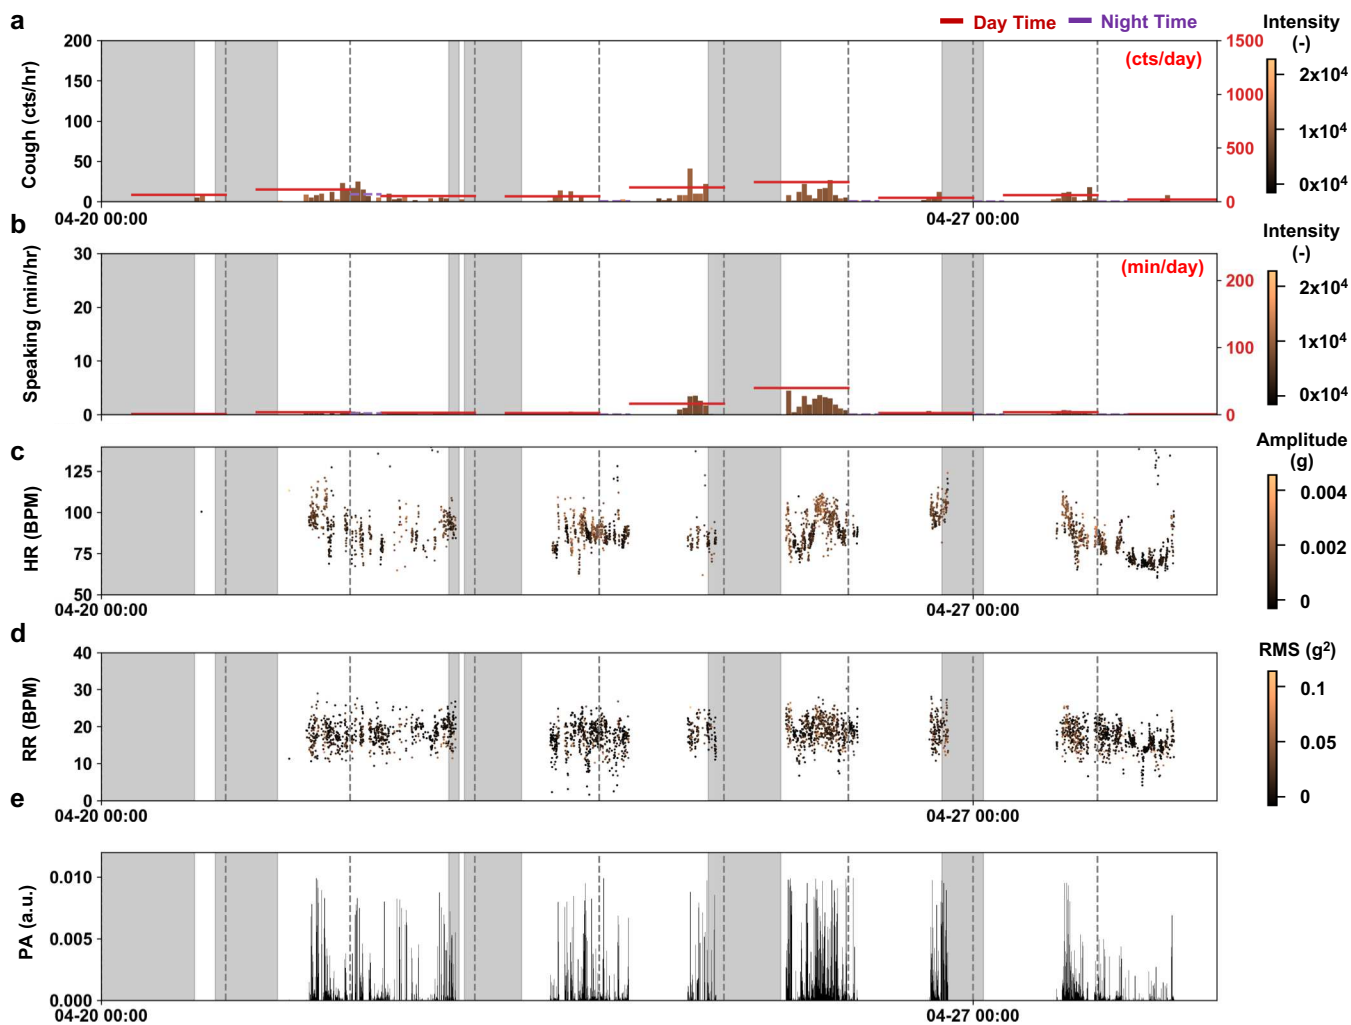 a
Day Time
Night Time
Intensity
(-)
200
150
100
50
0
Cough (cts/hr)
(cts/day)
1500
1000
500
0
2x10⁴
1x10⁴
0x10⁴
04-20 00:00
04-27 00:00
b
Intensity
(-)
30
20
10
0
Speaking (min/hr)
(min/day)
200
100
0
2x10⁴
1x10⁴
0x10⁴
c
Amplitude
(g)
125
100
75
50
HR (BPM)
0.004
0.002
0
04-20 00:00
04-27 00:00
d
RMS (g²)
40
30
20
10
0
RR (BPM)
0.1
0.05
0
04-20 00:00
04-27 00:00
e
0.010
0.005
0.000
PA (a.u.)
04-20 00:00
04-27 00:00